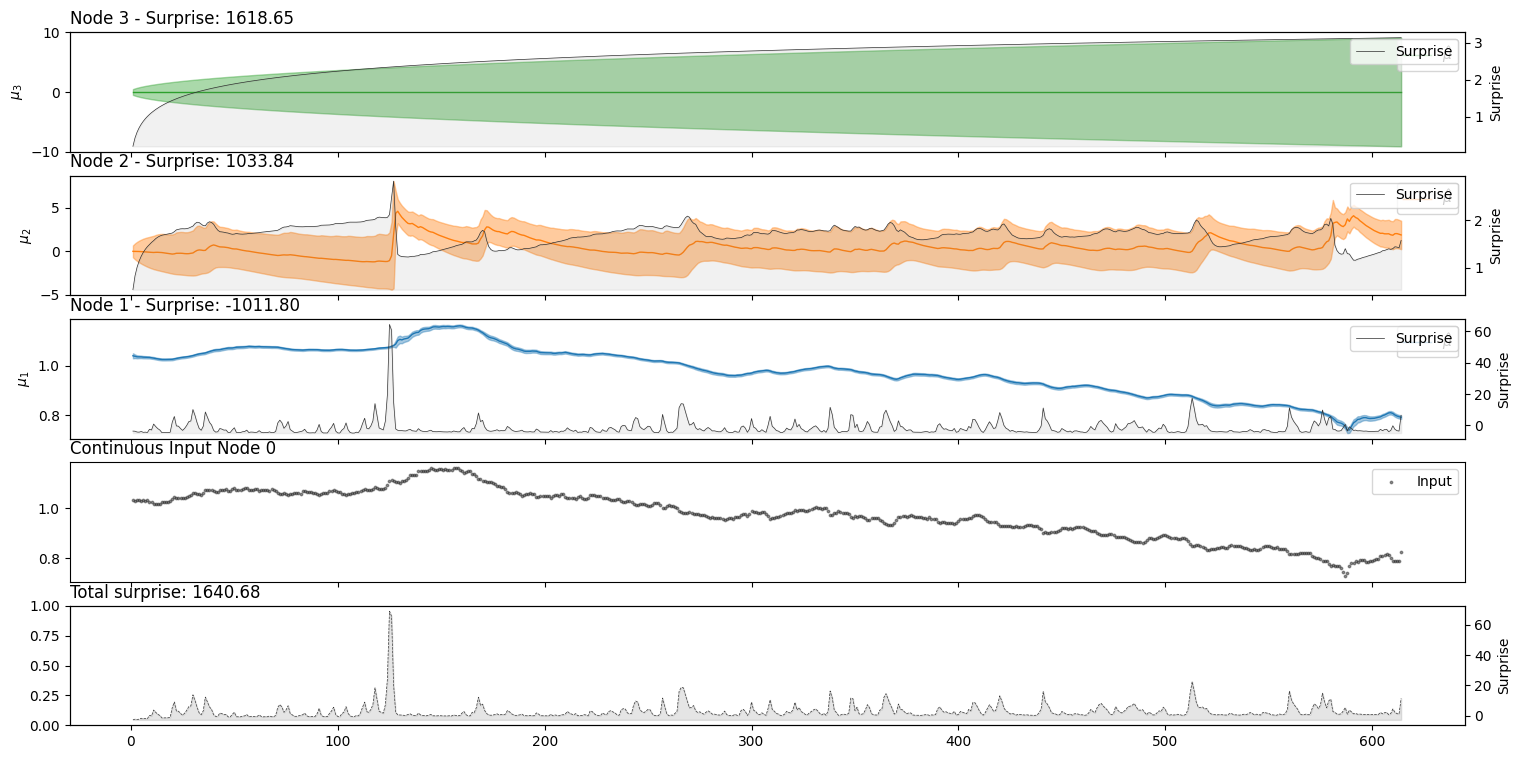 Node 3 - Surprise: 1618.65
10
0
−10
μ3
Surprise
3
2
1
Surprise
Node 2 - Surprise: 1033.84
5
0
−5
μ2
Surprise
2
1
Surprise
Node 1 - Surprise: -1011.80
1.0
0.8
μ1
Surprise
60
40
20
0
Surprise
Continuous Input Node 0
1.0
0.8
Input
Total surprise: 1640.68
1.00
0.75
0.50
0.25
0.00
60
40
20
0
Surprise
0 100 200 300 400 500 600